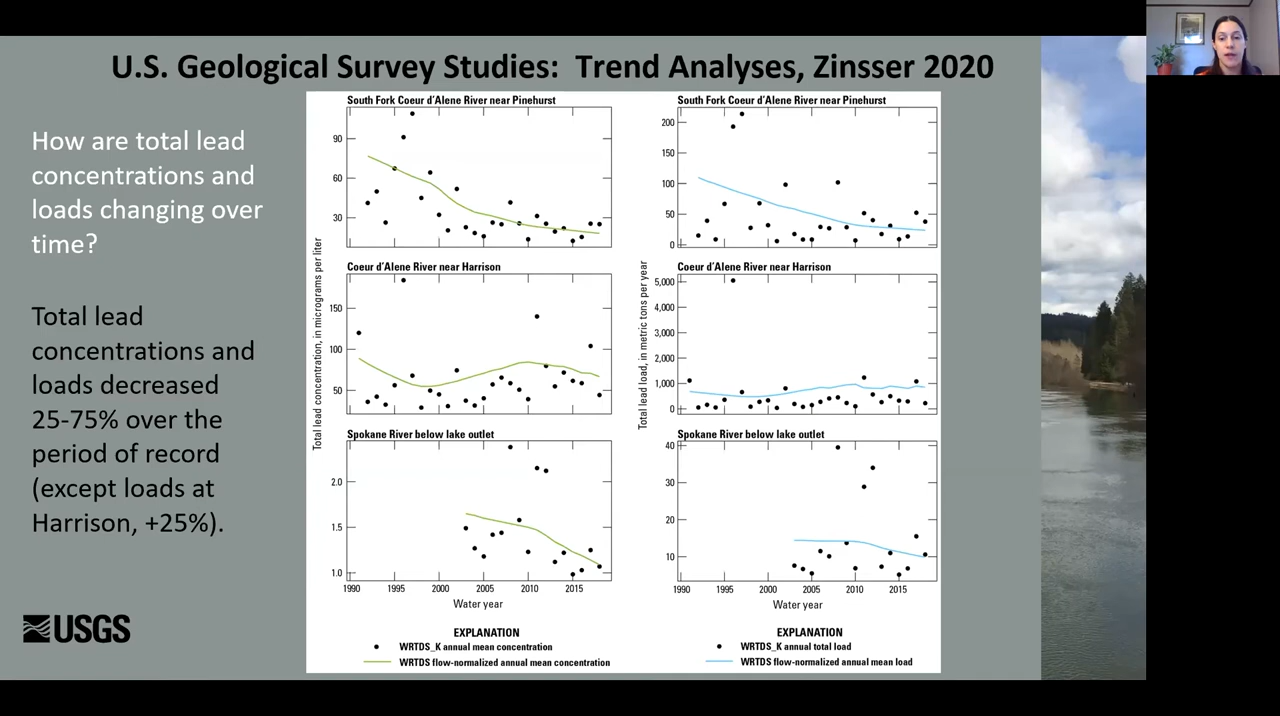 U.S. Geological Survey Studies: Trend Analyses, Zinsser 2020
How are total lead
concentrations and
loads changing over
time?
Total lead
concentrations and
loads decreased
25-75% over the
period of record
(except loads at
Harrison, +25%).
USGS
South Fork Coeur d'Alene River near Pinehurst
90
60
30
Coeur d'Alene River near Harrison
150
100
50
Spokane River below lake outlet
2.0
1.5
1.0
1990 1995 2000 2005 2010 2015
Water year
Total lead concentration, in micrograms per liter
EXPLANATION
WRTDS_K annual mean concentration
WRTDS flow-normalized annual mean concentration
South Fork Coeur d'Alene River near Pinehurst
200
150
100
50
0
Coeur d'Alene River near Harrison
5,000
4,000
3,000
2,000
1,000
0
Spokane River below lake outlet
40
30
20
10
1990 1995 2000 2005 2010 2015
Water year
Total lead load, in metric tons per year
EXPLANATION
WRTDS_K annual total load
WRTDS flow-normalized annual mean load